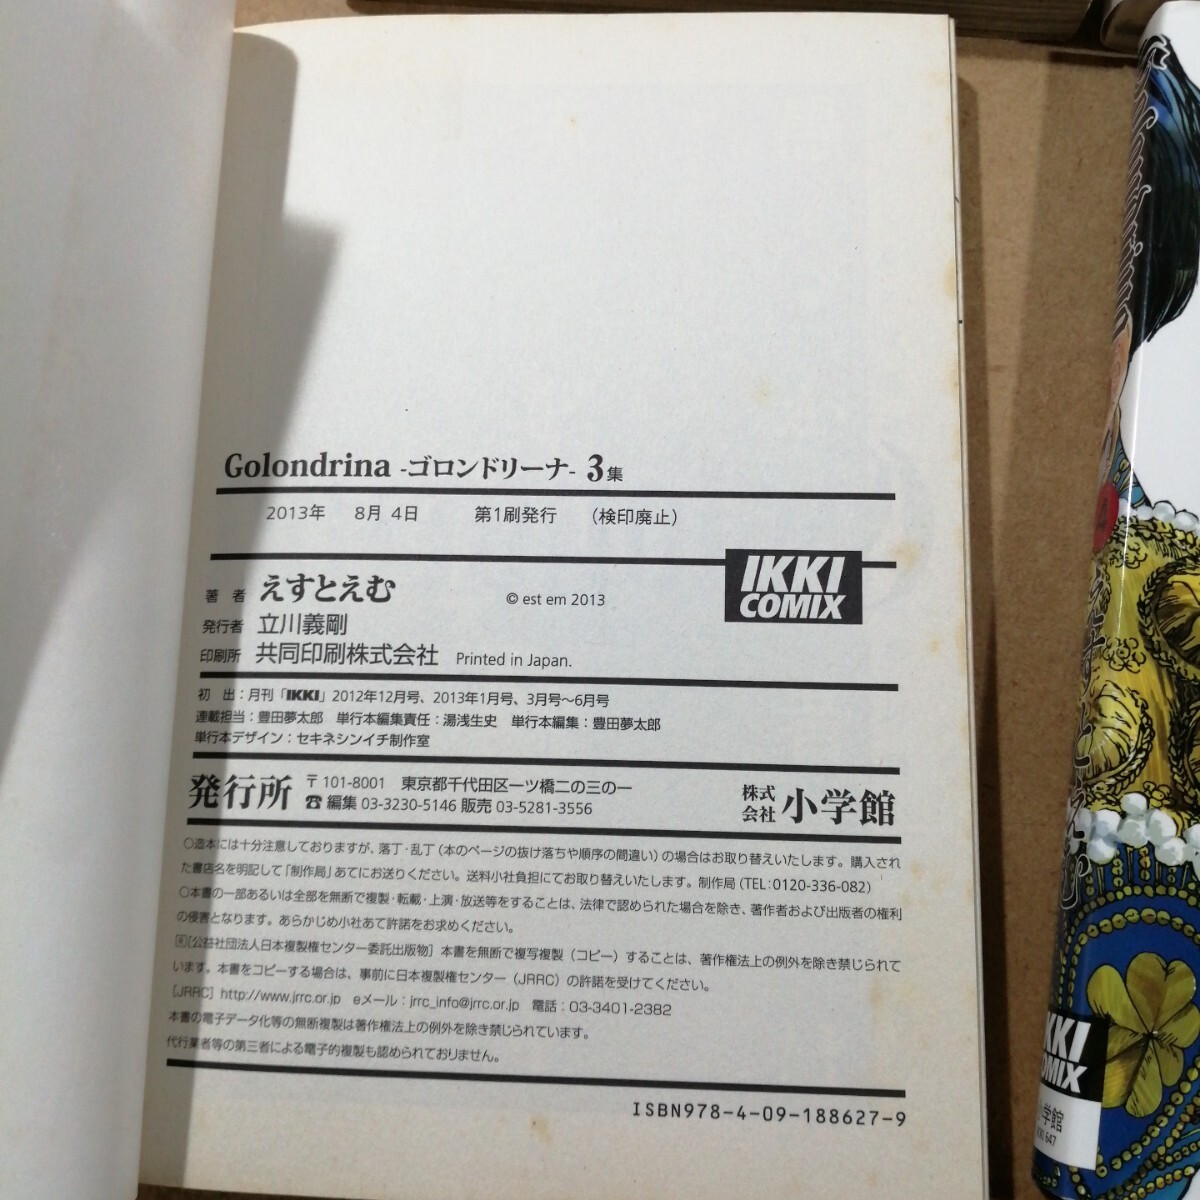 Golondrina -ゴロンドリーナ- 3集
2013年 8月 4日 第1刷発行 （検印廃止）
IKKI
COMIX
著 者 えすとえむ
© est em 2013
発行者 立川義剛
印刷所 共同印刷株式会社 Printed in Japan.
初 出：月刊「IKKI」2012年12月号、2013年1月号、3月号〜6月号
連載担当：豊田夢太郎 単行本編集責任：湯浅生史 単行本編集：豊田夢太郎
単行本デザイン：セキネシンイチ制作室
発行所 〒101-8001 東京都千代田区一ツ橋二の三の一
☎編集 03-3230-5146 販売 03-5281-3556
株式会社 小学館
○造本には十分注意しておりますが、落丁・乱丁（本のページの抜け落ちや順序の間違い）の場合はお取り替えいたします。購入され
た書店名を明記して「制作局」あてにお送りください。送料小社負担にてお取り替えいたします。制作局（TEL：0120-336-082）
○本書の一部あるいは全部を無断で複製・転載・上演・放送等をすることは、法律で認められた場合を除き、著作者および出版者の権利
の侵害となります。あらかじめ小社あて許諾をお求めください。
Ⓡ［公益社団法人日本複製権センター委託出版物］本書を無断で複写複製（コピー）することは、著作権法上の例外を除き禁じられて
います。本書をコピーする場合は、事前に日本複製権センター（JRRC）の許諾を受けてください。
［JRRC］http://www.jrrc.or.jp eメール：jrrc_info@jrrc.or.jp 電話：03-3401-2382
本書の電子データ化等の無断複製は著作権法上の例外を除き禁じられています。
代行業者等の第三者による電子的複製も認められておりません。
ISBN978-4-09-188627-9
4
えすとえむ
IKKI
COMIX
小学館
647